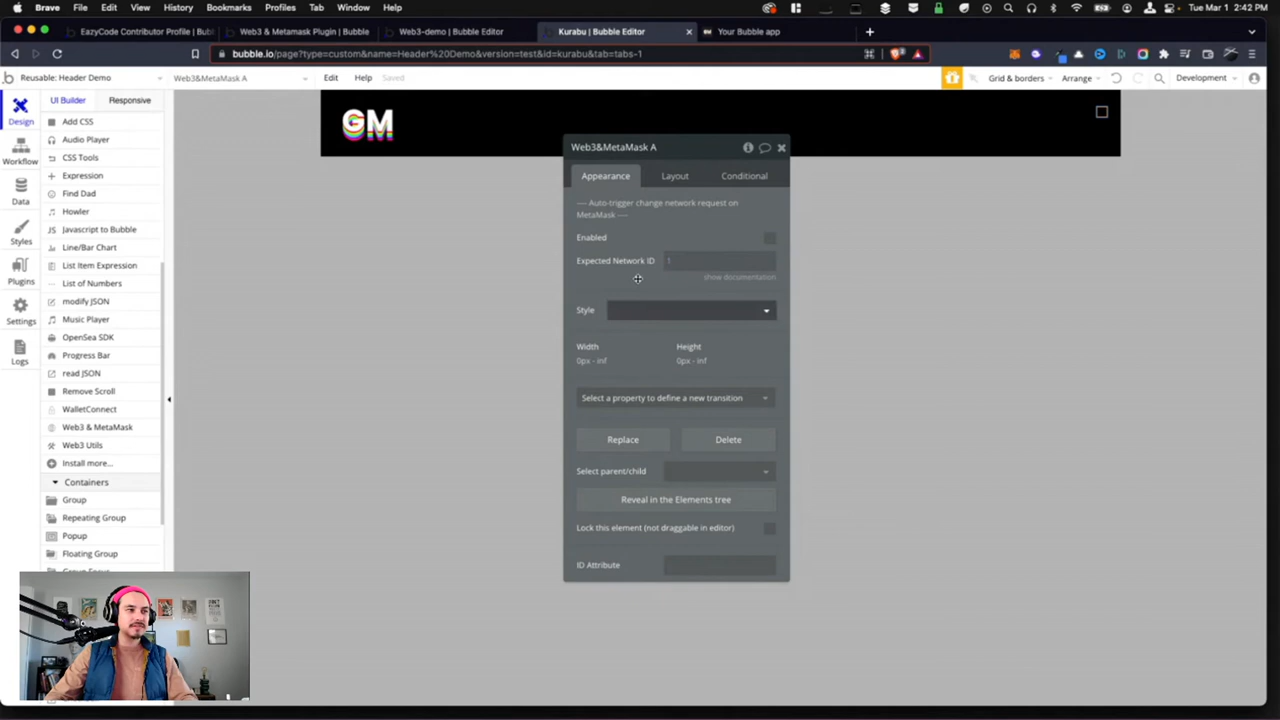 Brave File Edit View History Bookmarks Profiles Tab Window Help
Tue Mar 1 2:42 PM
EazyCode Contributor Profile | Bu
Web3 & Metamask Plugin | Bubble
Web3-demo | Bubble Editor
Kurabu | Bubble Editor
Your Bubble app
bubble.io/page?type=custom&name=Header%20Demo&version=test&id=kurabu&tab=tabs-1
Reusable: Header Demo
Web3&MetaMask A
Edit
Help
Saved
Grid & borders
Arrange
Development
UI Builder
Responsive
Design
Workflow
Data
Styles
Plugins
Settings
Logs
Add CSS
Audio Player
CSS Tools
Expression
Find Dad
Howler
Javascript to Bubble
Line/Bar Chart
List Item Expression
List of Numbers
modify JSON
Music Player
OpenSea SDK
Progress Bar
read JSON
Remove Scroll
WalletConnect
Web3 & MetaMask
Web3 Utils
Install more...
Containers
Group
Repeating Group
Popup
Floating Group
GM
Web3&MetaMask A
Appearance
Layout
Conditional
---- Auto-trigger change network request on
MetaMask ----
Enabled
Expected Network ID
1
show documentation
Style
Width
Height
0px - inf
0px - inf
Select a property to define a new transition
Replace
Delete
Select parent/child
Reveal in the Elements tree
Lock this element (not draggable in editor)
ID Attribute